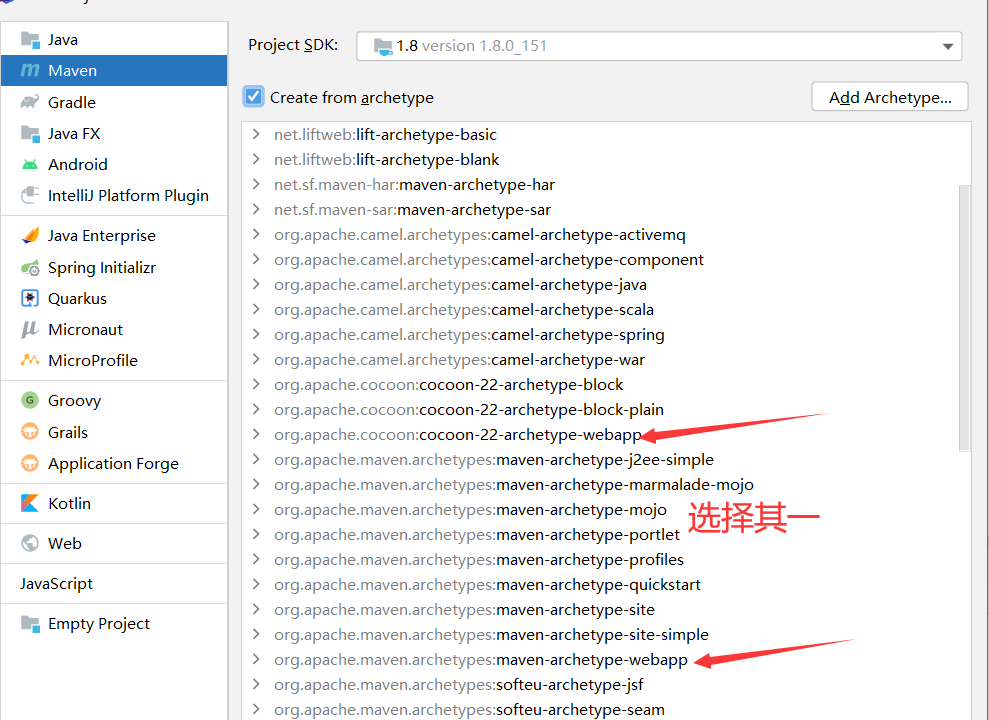 Java
Maven
Gradle
Java FX
Android
IntelliJ Platform Plugin
Java Enterprise
Spring Initializr
Quarkus
Micronaut
MicroProfile
Groovy
Grails
Application Forge
Kotlin
Web
JavaScript
Empty Project
Project SDK: 1.8 version 1.8.0_151
Create from archetype Add Archetype...
net.liftweb:lift-archetype-basic
net.liftweb:lift-archetype-blank
net.sf.maven-har:maven-archetype-har
net.sf.maven-sar:maven-archetype-sar
org.apache.camel.archetypes:camel-archetype-activemq
org.apache.camel.archetypes:camel-archetype-component
org.apache.camel.archetypes:camel-archetype-java
org.apache.camel.archetypes:camel-archetype-scala
org.apache.camel.archetypes:camel-archetype-spring
org.apache.camel.archetypes:camel-archetype-war
org.apache.cocoon:cocoon-22-archetype-block
org.apache.cocoon:cocoon-22-archetype-block-plain
org.apache.cocoon:cocoon-22-archetype-webapp
org.apache.maven.archetypes:maven-archetype-j2ee-simple
org.apache.maven.archetypes:maven-archetype-marmalade-mojo
org.apache.maven.archetypes:maven-archetype-mojo
选择其一
org.apache.maven.archetypes:maven-archetype-portlet
org.apache.maven.archetypes:maven-archetype-profiles
org.apache.maven.archetypes:maven-archetype-quickstart
org.apache.maven.archetypes:maven-archetype-site
org.apache.maven.archetypes:maven-archetype-site-simple
org.apache.maven.archetypes:maven-archetype-webapp
org.apache.maven.archetypes:softeu-archetype-jsf
org.apache.maven.archetypes:softeu-archetype-seam